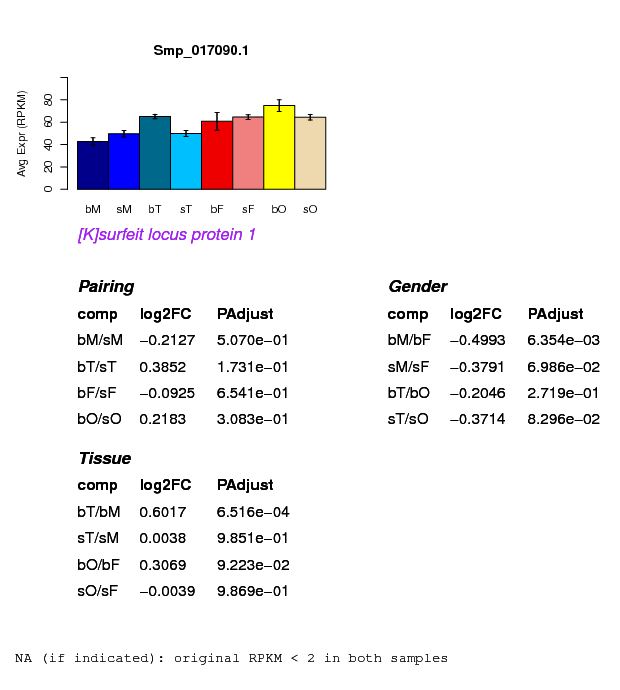 Smp_017090.1
Avg Expr (RPKM)
0 20 40 60 80
bM sM bT sT bF sF bO sO
[K]surfeit locus protein 1
Pairing
comp log2FC PAdjust
bM/sM −0.2127 5.070e−01
bT/sT 0.3852 1.731e−01
bF/sF −0.0925 6.541e−01
bO/sO 0.2183 3.083e−01
Gender
comp log2FC PAdjust
bM/bF −0.4993 6.354e−03
sM/sF −0.3791 6.986e−02
bT/bO −0.2046 2.719e−01
sT/sO −0.3714 8.296e−02
Tissue
comp log2FC PAdjust
bT/bM 0.6017 6.516e−04
sT/sM 0.0038 9.851e−01
bO/bF 0.3069 9.223e−02
sO/sF −0.0039 9.869e−01
NA (if indicated): original RPKM < 2 in both samples